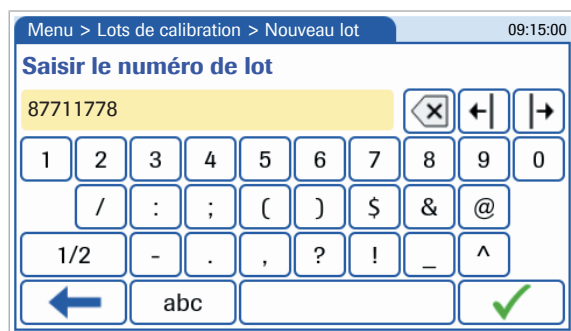 Menu > Lots de calibration > Nouveau lot 09:15:00
Saisir le numéro de lot
87711778
1 2 3 4 5 6 7 8 9 0
/ : ; ( ) $ & @
1/2 - . , ? ! _ ^
abc